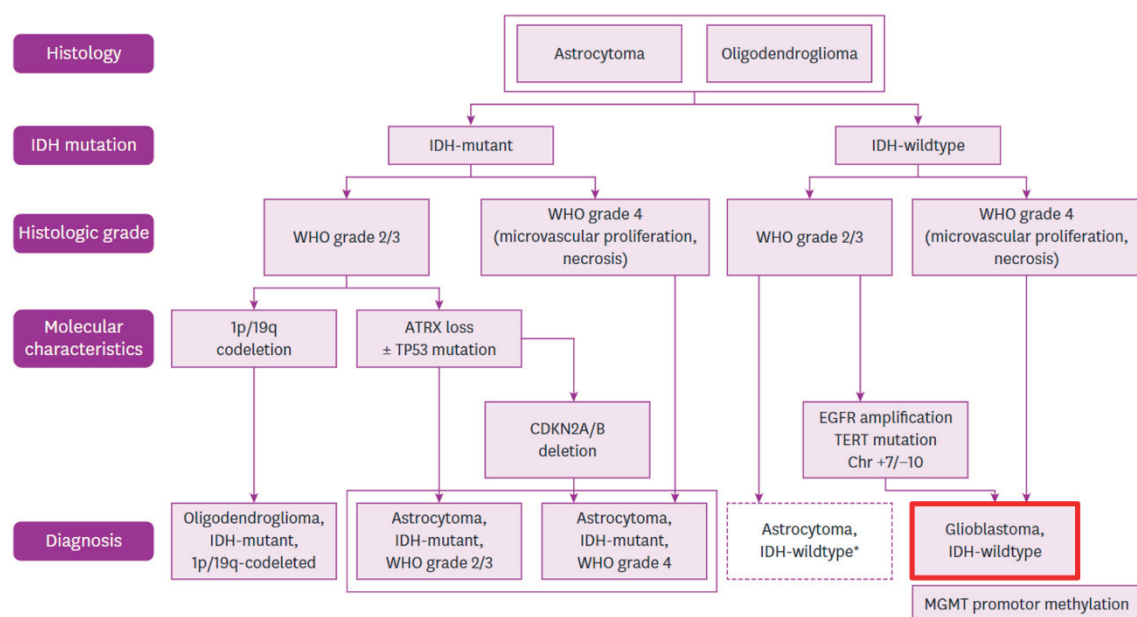 Histology
Astrocytoma
Oligodendroglioma
IDH mutation
IDH-mutant
IDH-wildtype
Histologic grade
WHO grade 2/3
WHO grade 4
(microvascular proliferation,
necrosis)
WHO grade 2/3
WHO grade 4
(microvascular proliferation,
necrosis)
Molecular
characteristics
1p/19q
codeletion
ATRX loss
± TP53 mutation
CDKN2A/B
deletion
EGFR amplification
TERT mutation
Chr +7/−10
Diagnosis
Oligodendroglioma,
IDH-mutant,
1p/19q-codeleted
Astrocytoma,
IDH-mutant,
WHO grade 2/3
Astrocytoma,
IDH-mutant,
WHO grade 4
Astrocytoma,
IDH-wildtype*
Glioblastoma,
IDH-wildtype
MGMT promotor methylation